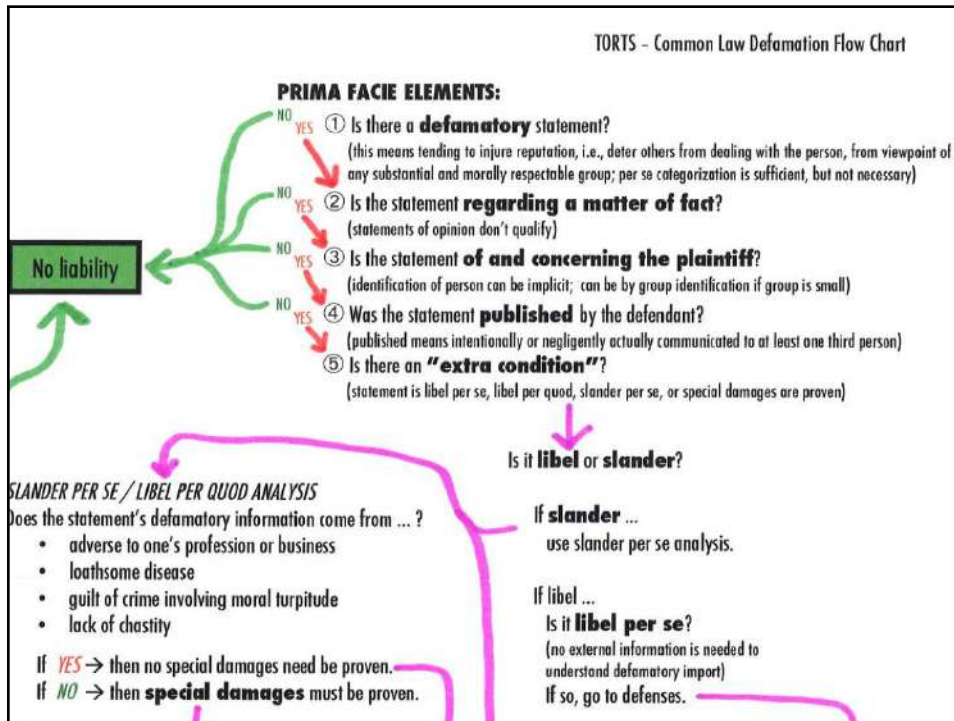 TORTS – Common Law Defamation Flow Chart
PRIMA FACIE ELEMENTS:
NO
YES ① Is there a defamatory statement?
(this means tending to injure reputation, i.e., deter others from dealing with the person, from viewpoint of
any substantial and morally respectable group; per se categorization is sufficient, but not necessary)
NO
YES ② Is the statement regarding a matter of fact?
(statements of opinion don't qualify)
NO
YES ③ Is the statement of and concerning the plaintiff?
(identification of person can be implicit; can be by group identification if group is small)
NO
YES ④ Was the statement published by the defendant?
(published means intentionally or negligently actually communicated to at least one third person)
⑤ Is there an "extra condition"?
(statement is libel per se, libel per quod, slander per se, or special damages are proven)
No liability
Is it libel or slander?
If slander ...
use slander per se analysis.
If libel ...
Is it libel per se?
(no external information is needed to
understand defamatory import)
If so, go to defenses.
SLANDER PER SE / LIBEL PER QUOD ANALYSIS
Does the statement's defamatory information come from ... ?
• adverse to one's profession or business
• loathsome disease
• guilt of crime involving moral turpitude
• lack of chastity
If YES → then no special damages need be proven.
If NO → then special damages must be proven.